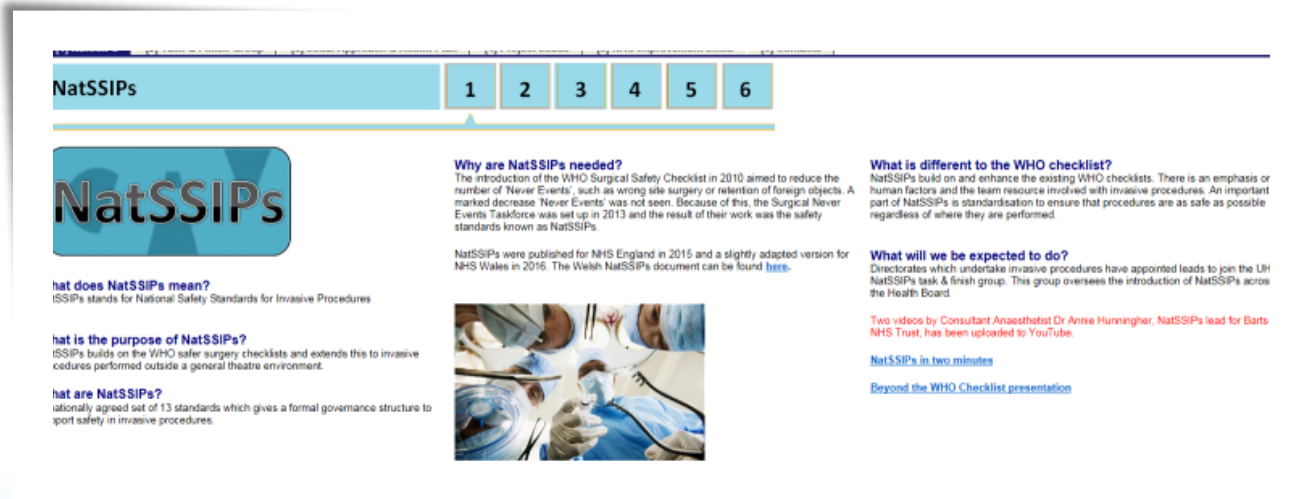 NatSSIPs
1 2 3 4 5 6
NatSSIPs
hat does NatSSIPs mean?
tSSIPs stands for National Safety Standards for Invasive Procedures
hat is the purpose of NatSSIPs?
tSSIPs builds on the WHO safer surgery checklists and extends this to invasive
cedures performed outside a general theatre environment.
hat are NatSSIPs?
ationally agreed set of 13 standards which gives a formal governance structure to
port safety in invasive procedures.
Why are NatSSIPs needed?
The introduction of the WHO Surgical Safety Checklist in 2010 aimed to reduce the
number of 'Never Events', such as wrong site surgery or retention of foreign objects. A
marked decrease 'Never Events' was not seen. Because of this, the Surgical Never
Events Taskforce was set up in 2013 and the result of their work was the safety
standards known as NatSSIPs.
NatSSIPs were published for NHS England in 2015 and a slightly adapted version for
NHS Wales in 2016. The Welsh NatSSIPs document can be found here.
What is different to the WHO checklist?
NatSSIPs build on and enhance the existing WHO checklists. There is an emphasis or
human factors and the team resource involved with invasive procedures. An important
part of NatSSIPs is standardisation to ensure that procedures are as safe as possible
regardless of where they are performed.
What will we be expected to do?
Directorates which undertake invasive procedures have appointed leads to join the UH
NatSSIPs task & finish group. This group oversees the introduction of NatSSIPs acros
the Health Board.
Two videos by Consultant Anaesthetist Dr Annie Hunningher, NatSSIPs lead for Barts
NHS Trust, has been uploaded to YouTube.
NatSSIPs in two minutes
Beyond the WHO Checklist presentation